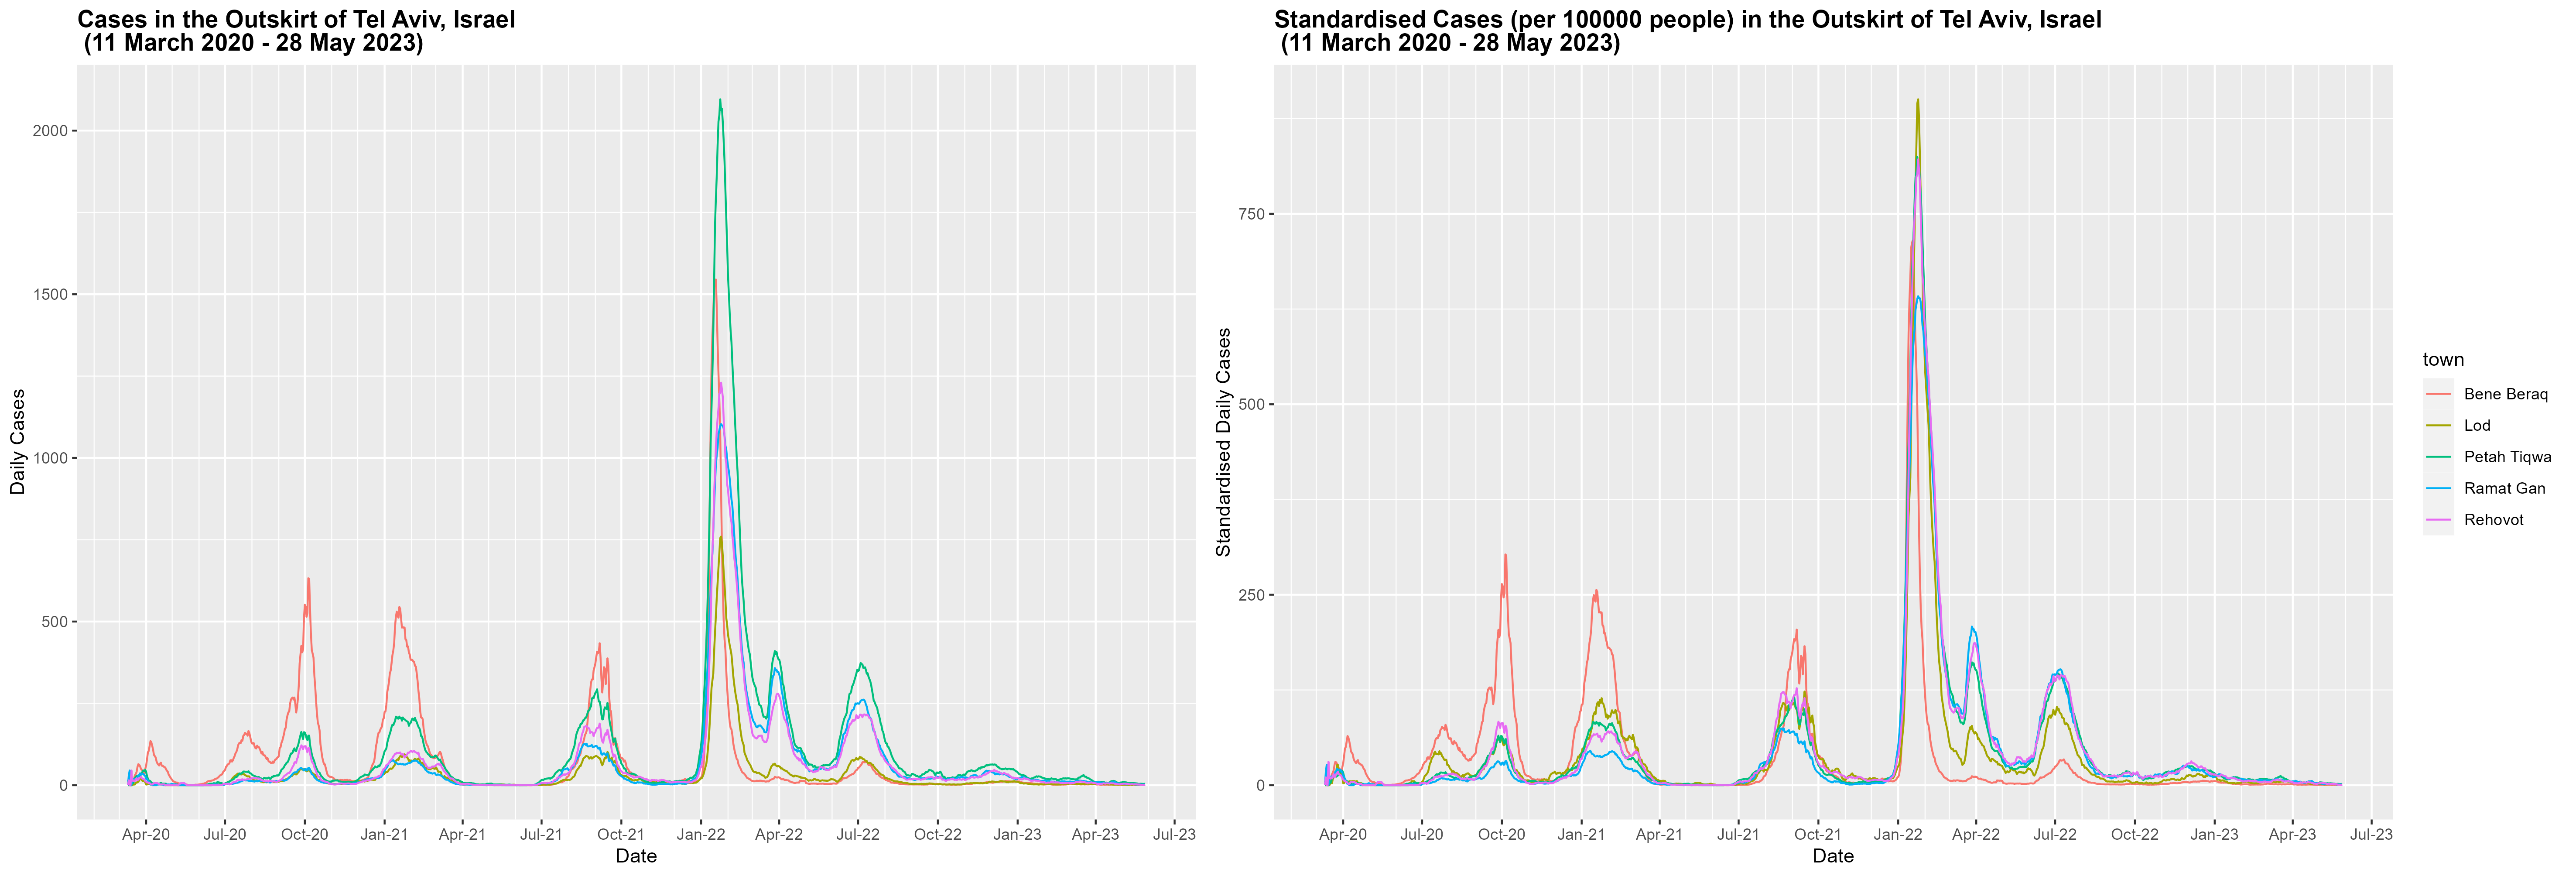 Cases in the Outskirt of Tel Aviv, Israel
(11 March 2020 - 28 May 2023)
Daily Cases
2000
1500
1000
500
0
Apr-20 Jul-20 Oct-20 Jan-21 Apr-21 Jul-21 Oct-21 Jan-22 Apr-22 Jul-22 Oct-22 Jan-23 Apr-23 Jul-23
Date
Standardised Cases (per 100000 people) in the Outskirt of Tel Aviv, Israel
(11 March 2020 - 28 May 2023)
Standardised Daily Cases
750
500
250
0
Apr-20 Jul-20 Oct-20 Jan-21 Apr-21 Jul-21 Oct-21 Jan-22 Apr-22 Jul-22 Oct-22 Jan-23 Apr-23 Jul-23
Date
town
Bene Beraq
Lod
Petah Tiqwa
Ramat Gan
Rehovot